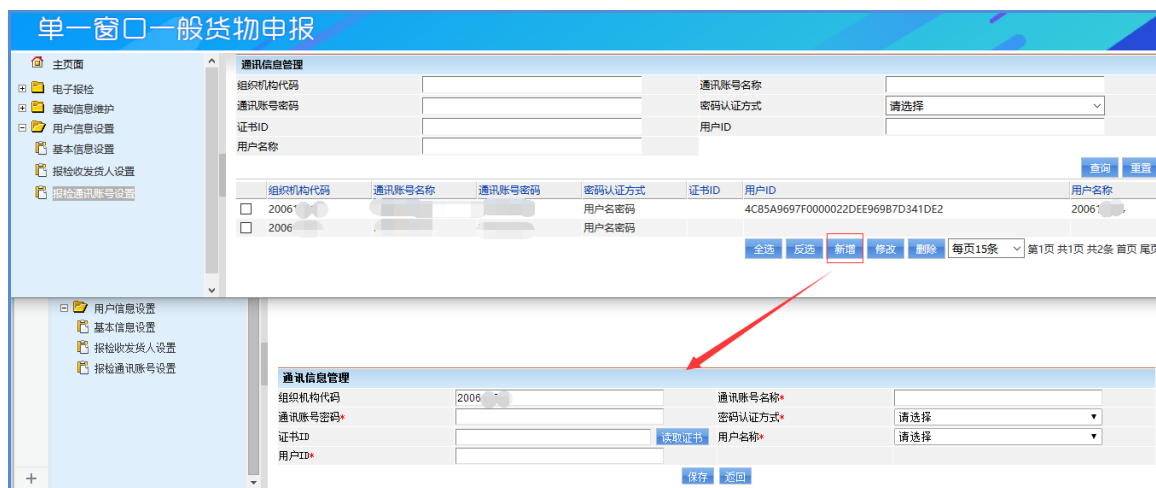 单一窗口一般货物申报
主页面
电子报检
基础信息维护
用户信息设置
基本信息设置
报检收发货人设置
报检通讯账号设置
通讯信息管理
组织机构代码 通讯账号名称
通讯账号密码 密码认证方式 请选择
证书ID 用户ID
用户名称
查询 重置
组织机构代码 通讯账号名称 通讯账号密码 密码认证方式 证书ID 用户ID 用户名称
20061 用户名密码 4C85A9697F0000022DEE969B7D341DE2 20061
2006 用户名密码
全选 反选 新增 修改 删除 每页15条 第1页 共1页 共2条 首页 尾页
用户信息设置
基本信息设置
报检收发货人设置
报检通讯账号设置
通讯信息管理
组织机构代码 2006 通讯账号名称*
通讯账号密码* 密码认证方式* 请选择
证书ID 读取证书 用户名称* 请选择
用户ID*
保存 返回